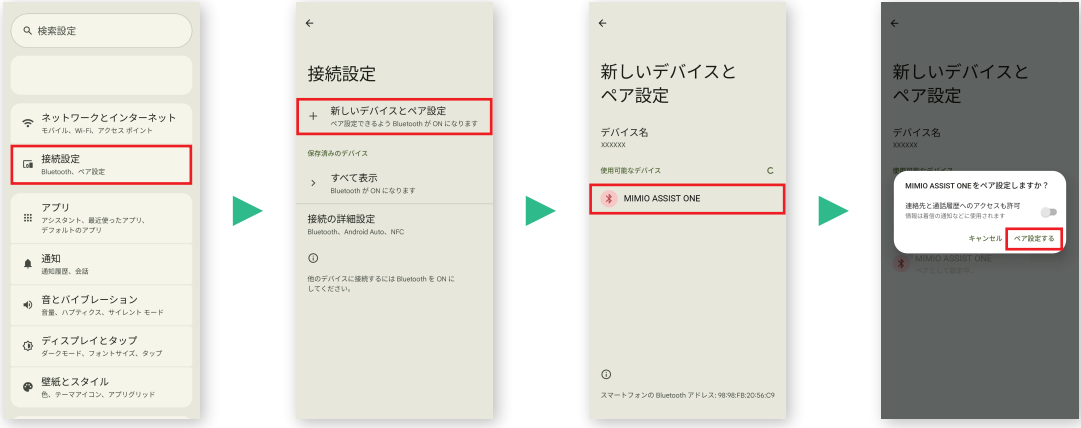 検索設定
ネットワークとインターネット
モバイル、Wi-Fi、アクセス ポイント
接続設定
Bluetooth、ペア設定
アプリ
アシスタント、最近使ったアプリ、
デフォルトのアプリ
通知
通知履歴、会話
音とバイブレーション
音量、ハプティクス、サイレント モード
ディスプレイとタップ
ダークモード、フォントサイズ、タップ
壁紙とスタイル
色、テーマアイコン、アプリグリッド
接続設定
新しいデバイスとペア設定
ペア設定できるよう Bluetooth が ON になります
保存済みのデバイス
すべて表示
Bluetooth が ON になります
接続の詳細設定
Bluetooth、Android Auto、NFC
他のデバイスに接続するには Bluetooth を ON に
してください。
新しいデバイスと
ペア設定
デバイス名
xxxxxx
使用可能なデバイス
MIMIO ASSIST ONE
スマートフォンの Bluetooth アドレス: 98:98:FB:20:56:C9
新しいデバイスと
ペア設定
デバイス名
xxxxxx
使用可能なデバイス
MIMIO ASSIST ONE をペア設定しますか？
連絡先と通話履歴へのアクセスも許可
情報は着信の通知などに使用されます
キャンセル ペア設定する
MIMIO ASSIST ONE